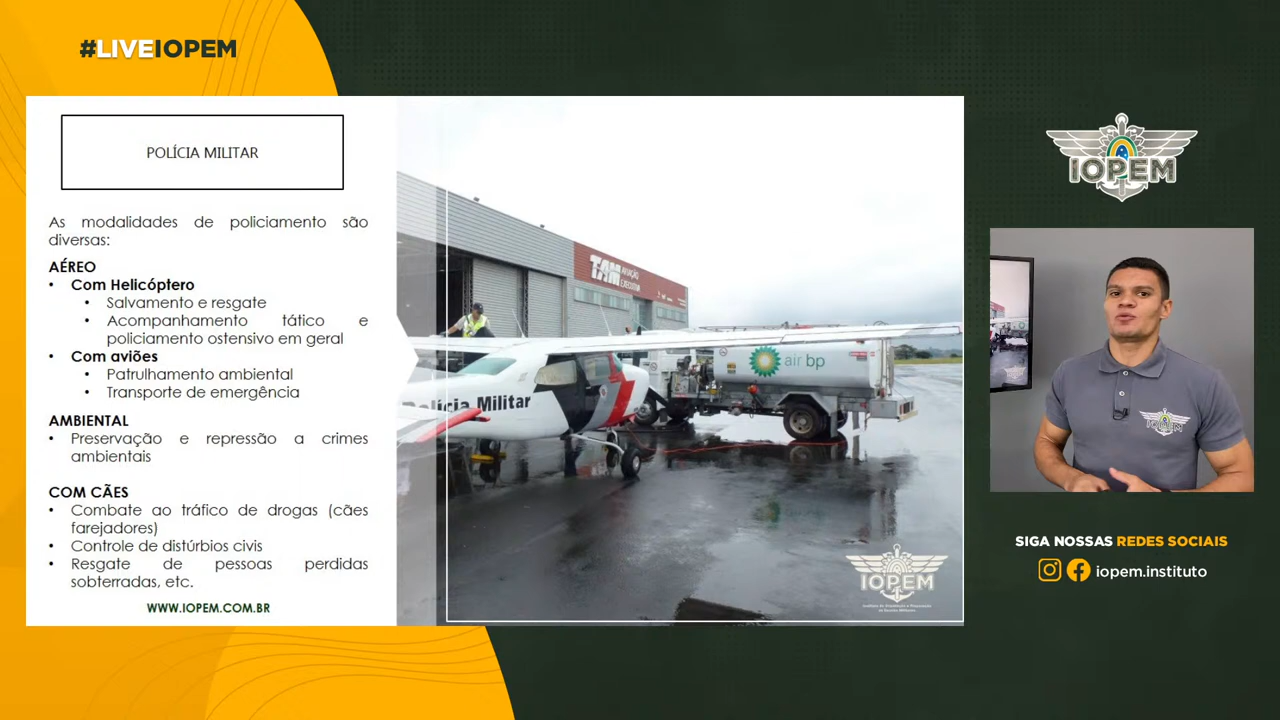 #LIVEIOPEM
POLÍCIA MILITAR
As modalidades de policiamento são
diversas:
AÉREO
• Com Helicóptero
• Salvamento e resgate
• Acompanhamento tático e
policiamento ostensivo em geral
• Com aviões
• Patrulhamento ambiental
• Transporte de emergência
AMBIENTAL
• Preservação e repressão a crimes
ambientais
COM CÃES
• Combate ao tráfico de drogas (cães
farejadores)
• Controle de distúrbios civis
• Resgate de pessoas perdidas
sobterradas, etc.
WWW.IOPEM.COM.BR
TAM AVIAÇÃO
EXECUTIVA
air bp
Polícia Militar
IOPEM
IOPEM
IOPEM
SIGA NOSSAS REDES SOCIAIS
iopem.instituto